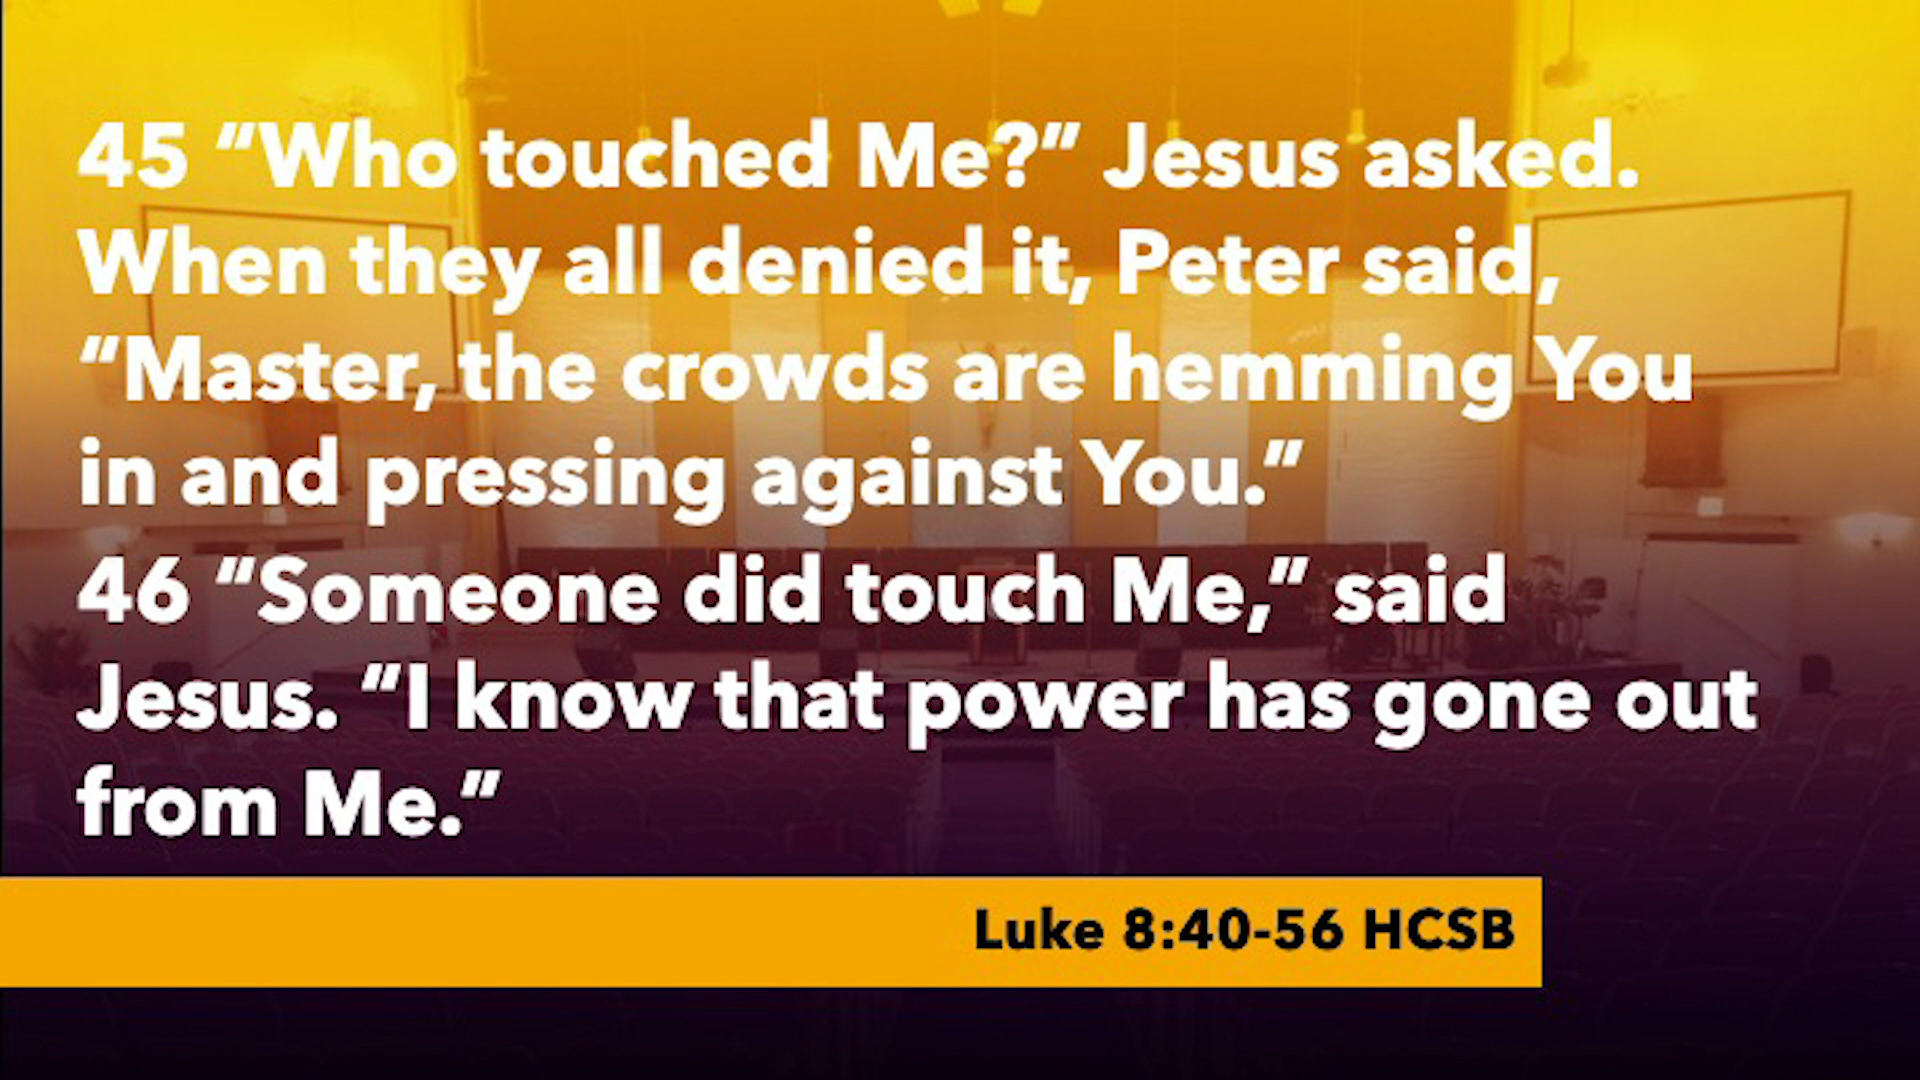 45 “Who touched Me?“ Jesus asked.
When they all denied it, Peter said,
“Master, the crowds are hemming You
in and pressing against You.”
46 “Someone did touch Me,” said
Jesus. “I know that power has gone out
from Me.”
Luke 8:40-56 HCSB